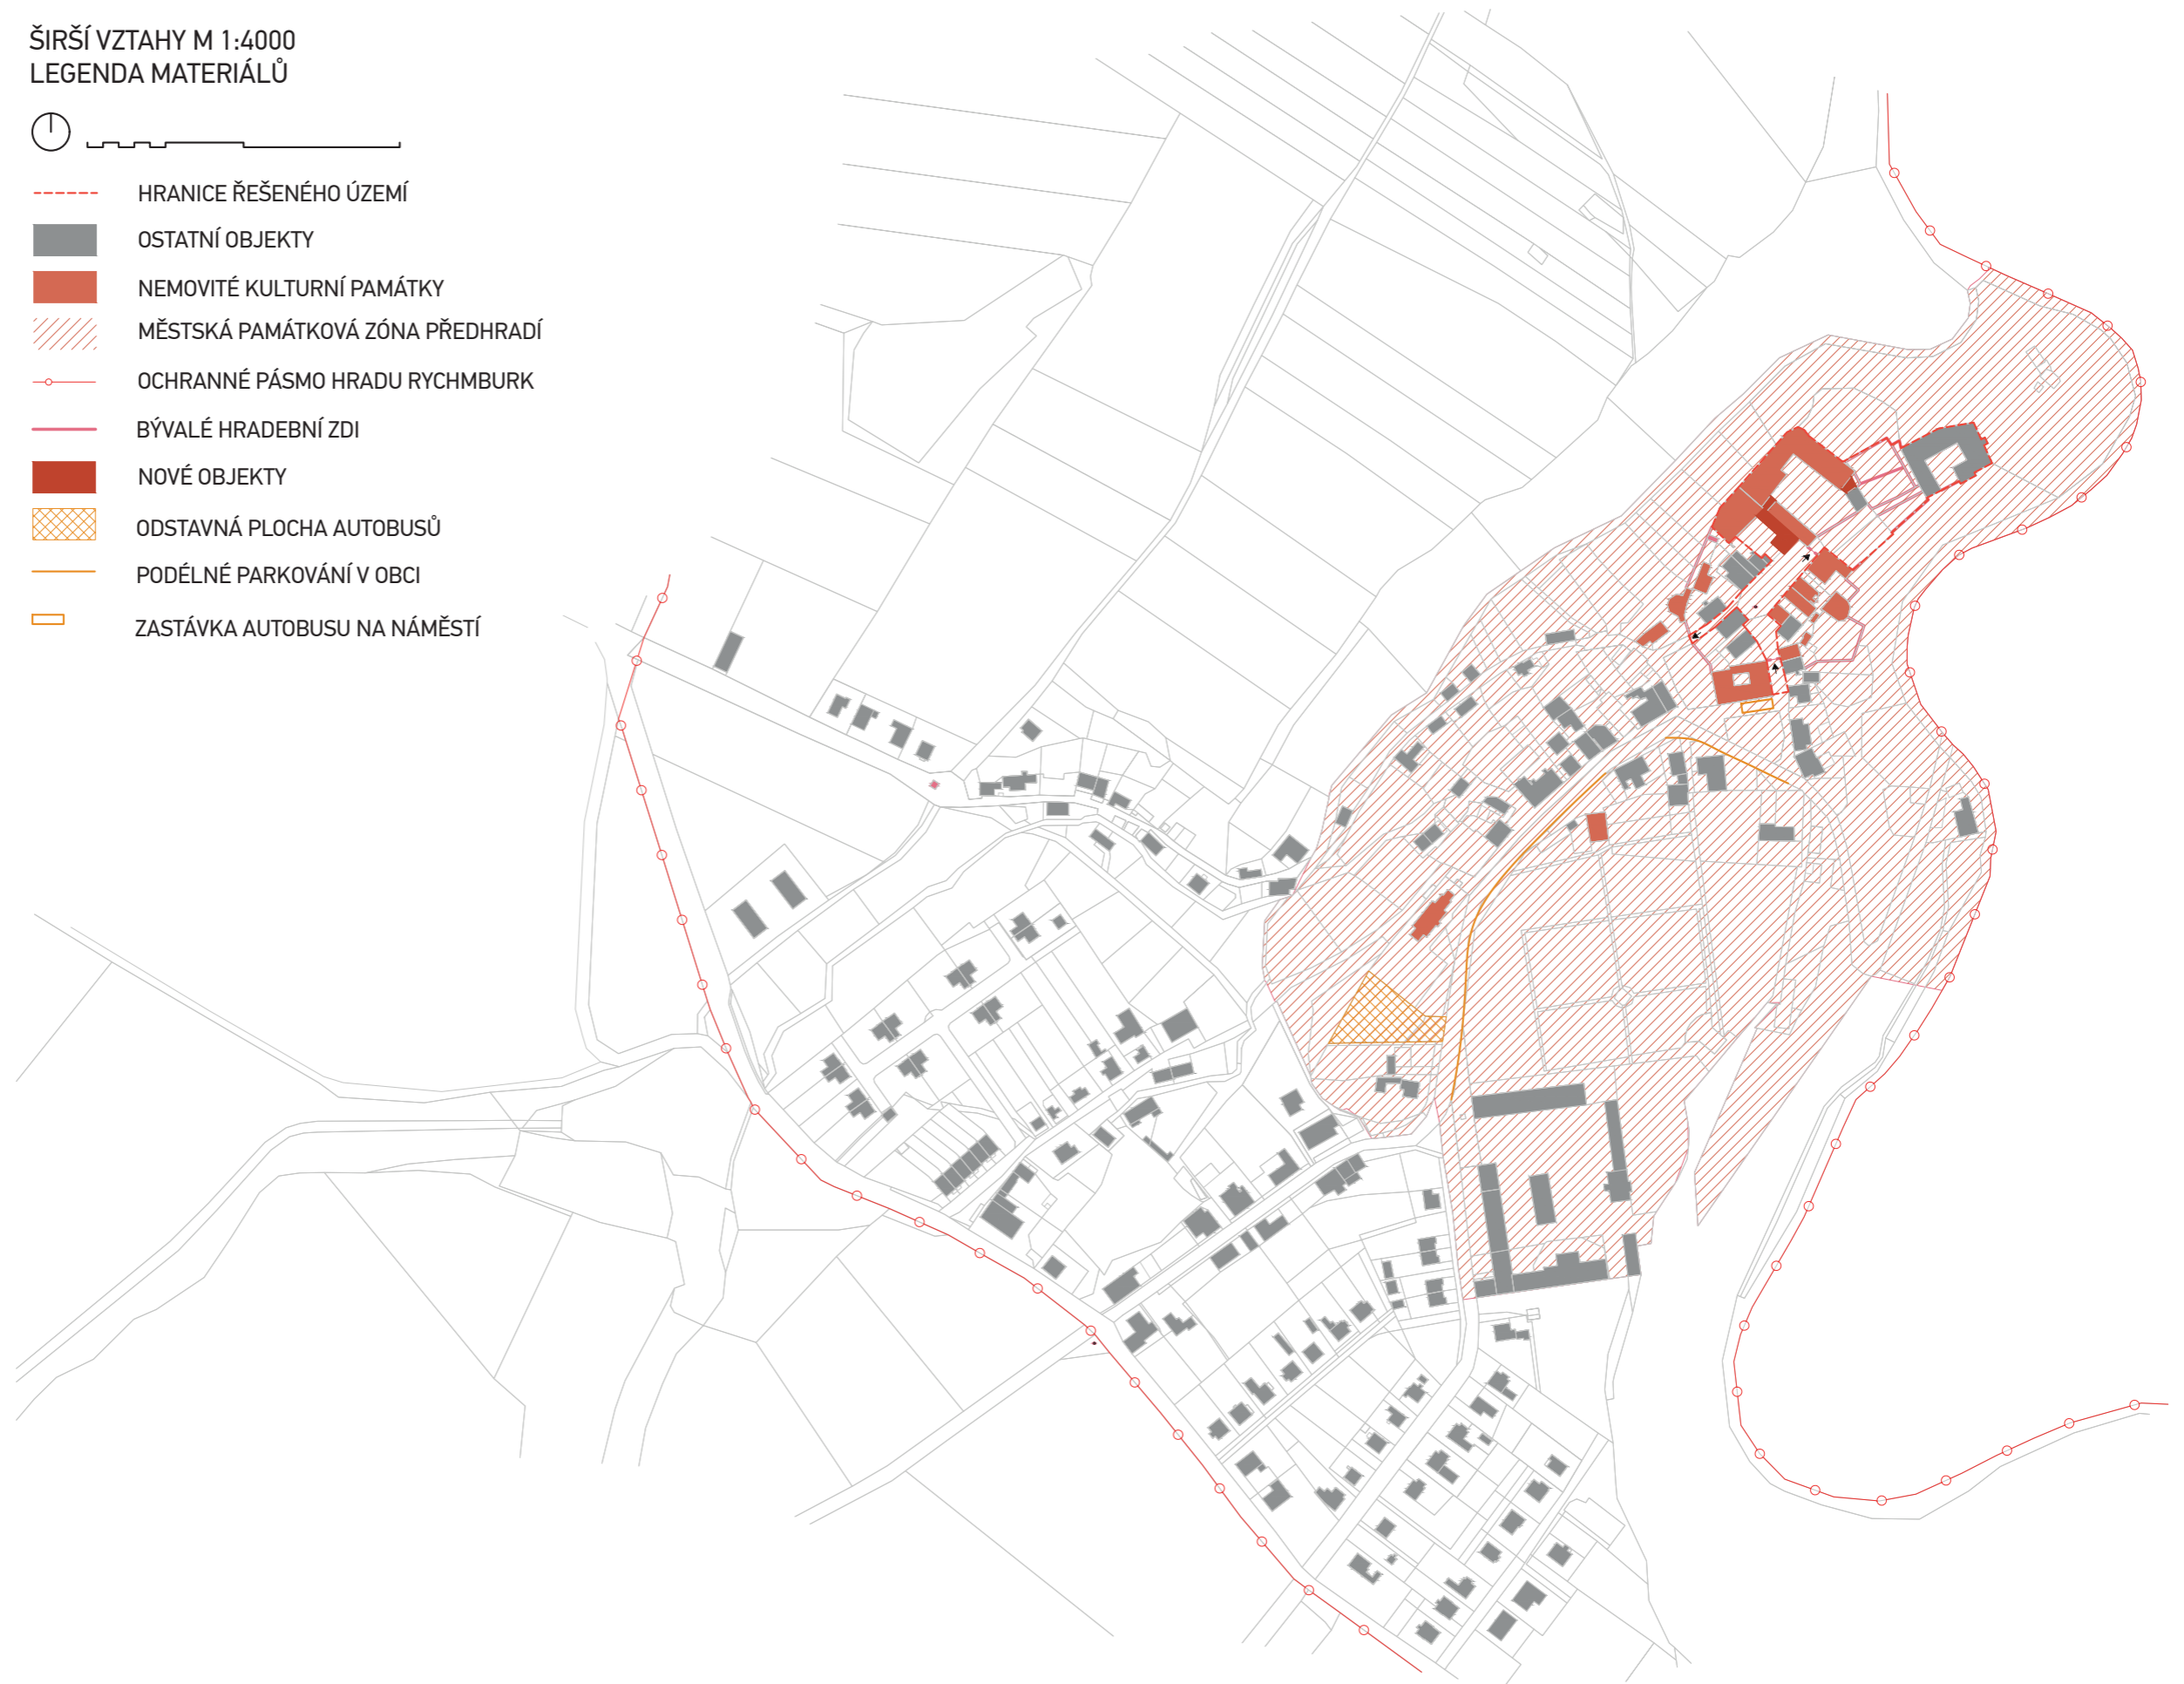 ŠIRŠÍ VZTAHY M 1:4000
LEGENDA MATERIÁLŮ
HRANICE ŘEŠENÉHO ÚZEMÍ
OSTATNÍ OBJEKTY
NEMOVITÉ KULTURNÍ PAMÁTKY
MĚSTSKÁ PAMÁTKOVÁ ZÓNA PŘEDHRADÍ
OCHRANNÉ PÁSMO HRADU RYCHMBURK
BÝVALÉ HRADEBNÍ ZDI
NOVÉ OBJEKTY
ODSTAVNÁ PLOCHA AUTOBUSŮ
PODÉLNÉ PARKOVÁNÍ V OBCI
ZASTÁVKA AUTOBUSU NA NÁMĚSTÍ